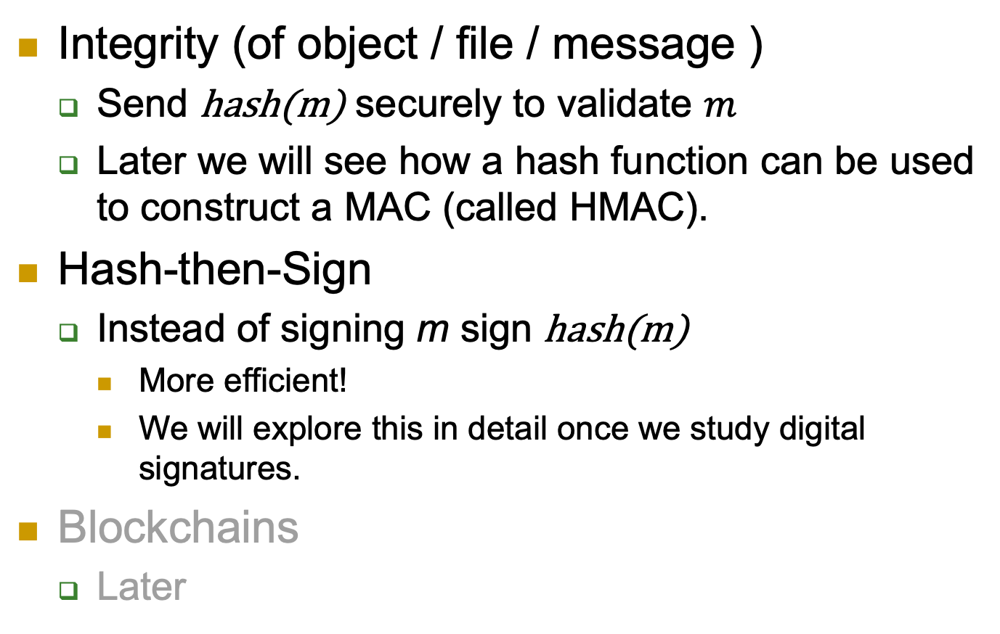 Integrity (of object / file / message )
Send hash(m) securely to validate m
Later we will see how a hash function can be used
to construct a MAC (called HMAC).
Hash-then-Sign
Instead of signing m sign hash(m)
More efficient!
We will explore this in detail once we study digital
signatures.
Blockchains
Later